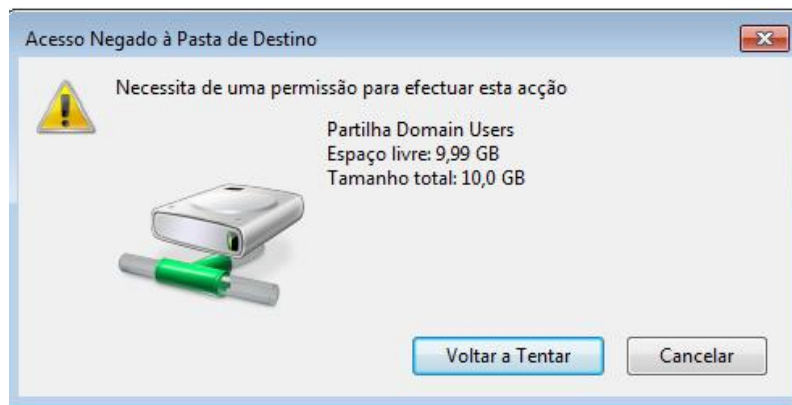 Acesso Negado à Pasta de Destino
Necessita de uma permissão para efectuar esta acção
Partilha Domain Users
Espaço livre: 9,99 GB
Tamanho total: 10,0 GB
Voltar a Tentar
Cancelar